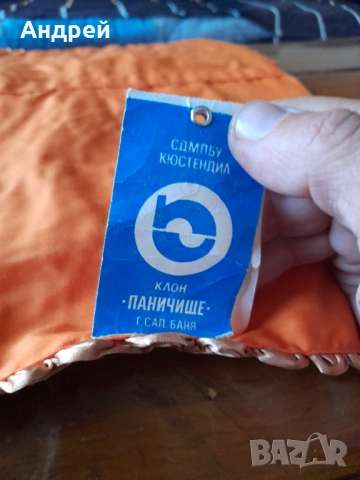 Андрей
СДМПБУ
КЮСТЕНДИЛ
КЛОН
·ПАНИЧИЩЕ·
Г. САП. БАНЯ
BAZAR